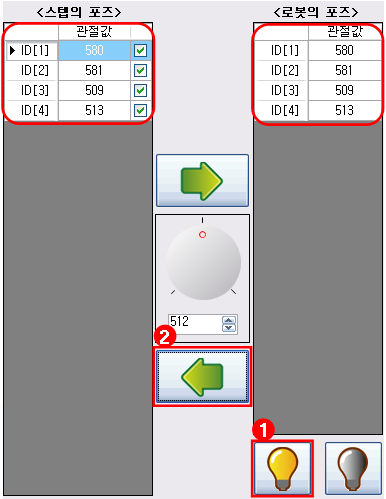 <스텝의 포즈> <로봇의 포즈>
관절값 관절값
ID[1] 580 ID[1] 580
ID[2] 581 ID[2] 581
ID[3] 509 ID[3] 509
ID[4] 513 ID[4] 513
512
2
1